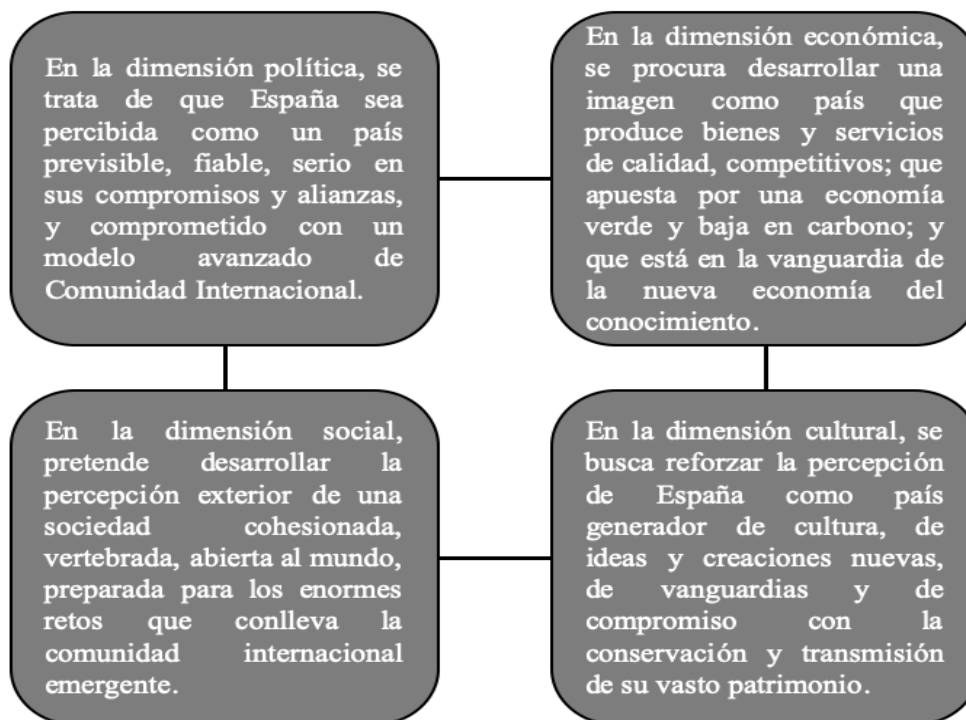 En la dimensión política, se
trata de que España sea
percibida como un país
previsible, fiable, serio en
sus compromisos y alianzas,
y comprometido con un
modelo avanzado de
Comunidad Internacional.
En la dimensión económica,
se procura desarrollar una
imagen como país que
produce bienes y servicios
de calidad, competitivos; que
apuesta por una economía
verde y baja en carbono; y
que está en la vanguardia de
la nueva economía del
conocimiento.
En la dimensión social,
pretende desarrollar la
percepción exterior de una
sociedad cohesionada,
vertebrada, abierta al mundo,
preparada para los enormes
retos que conlleva la
comunidad internacional
emergente.
En la dimensión cultural, se
busca reforzar la percepción
de España como país
generador de cultura, de
ideas y creaciones nuevas,
de vanguardias y de
compromiso con la
conservación y transmisión
de su vasto patrimonio.